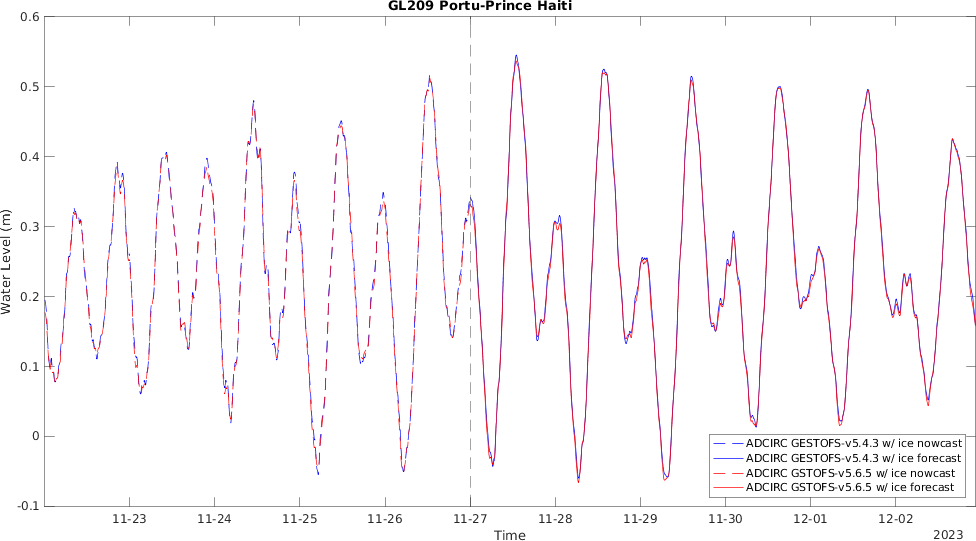 GL209 Portu-Prince Haiti
0.6
0.5
0.4
0.3
0.2
0.1
0
-0.1
Water Level (m)
ADCIRC GESTOFS-v5.4.3 w/ ice nowcast
ADCIRC GESTOFS-v5.4.3 w/ ice forecast
ADCIRC GSTOFS-v5.6.5 w/ ice nowcast
ADCIRC GSTOFS-v5.6.5 w/ ice forecast
11-23 11-24 11-25 11-26 11-27 11-28 11-29 11-30 12-01 12-02
Time
2023